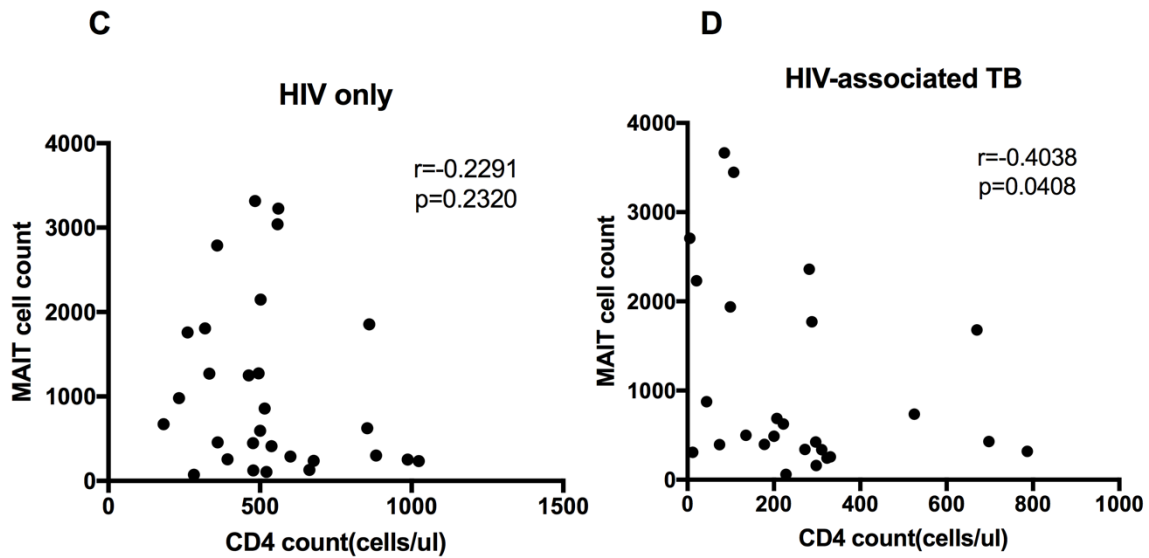 C
HIV only
r=-0.2291
p=0.2320
4000
3000
2000
1000
0
MAIT cell count
0 500 1000 1500
CD4 count(cells/ul)
D
HIV-associated TB
r=-0.4038
p=0.0408
4000
3000
2000
1000
0
MAIT cell count
0 200 400 600 800 1000
CD4 count(cells/ul)